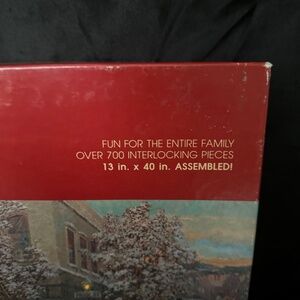 FUN FOR THE ENTIRE FAMILY
OVER 700 INTERLOCKING PIECES
13 in. x 40 in. ASSEMBLED!